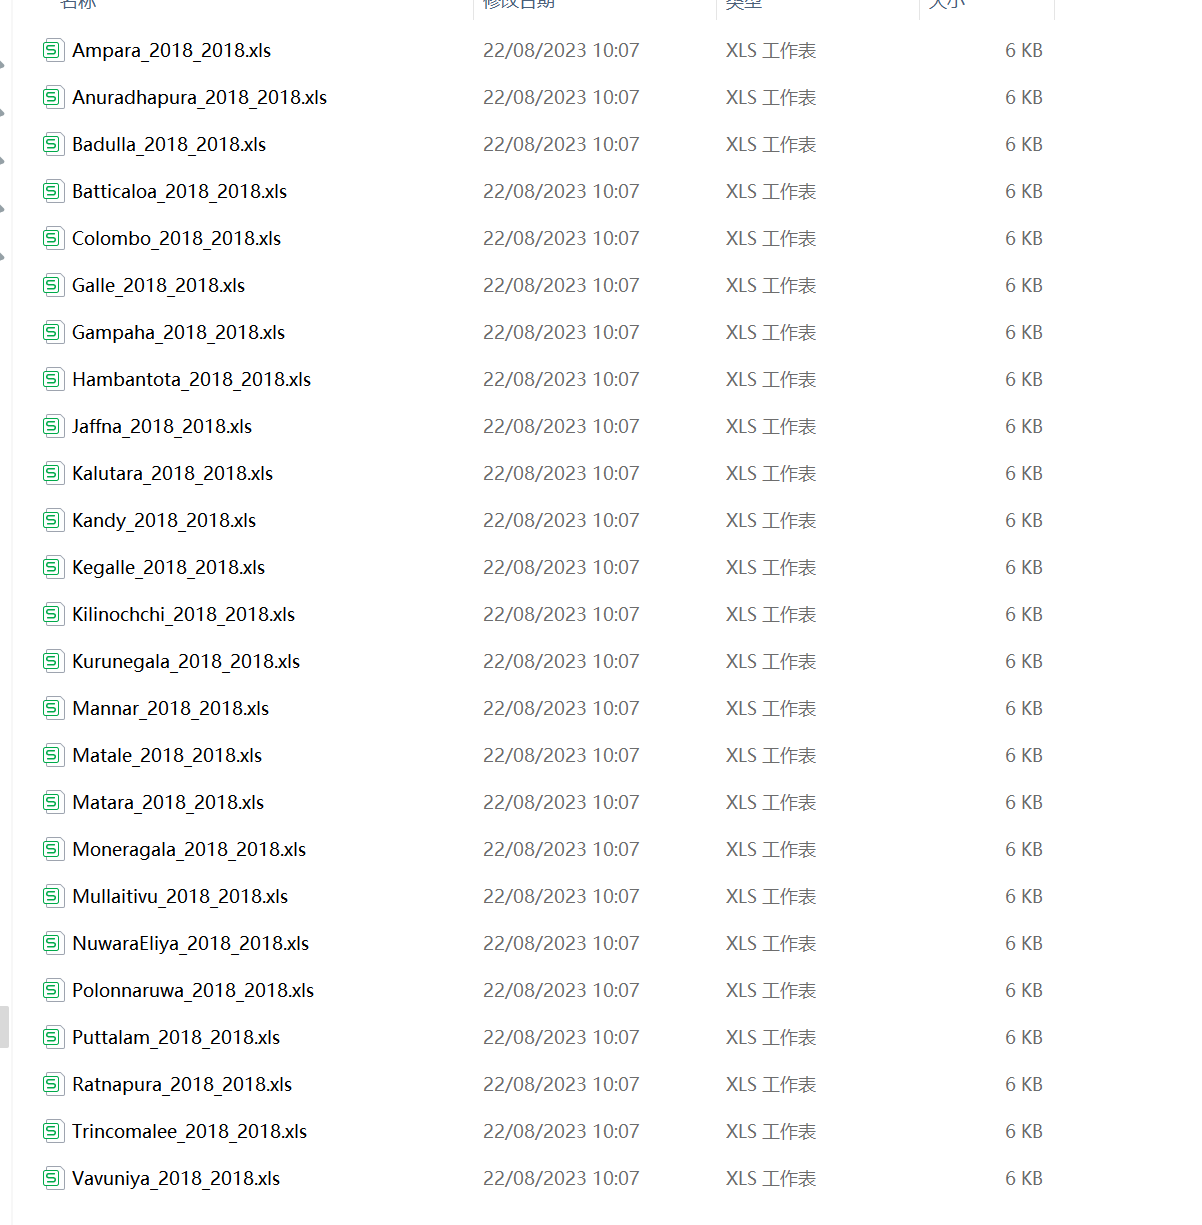 名称 修改日期 类型 大小
Ampara_2018_2018.xls 22/08/2023 10:07 XLS 工作表 6 KB
Anuradhapura_2018_2018.xls 22/08/2023 10:07 XLS 工作表 6 KB
Badulla_2018_2018.xls 22/08/2023 10:07 XLS 工作表 6 KB
Batticaloa_2018_2018.xls 22/08/2023 10:07 XLS 工作表 6 KB
Colombo_2018_2018.xls 22/08/2023 10:07 XLS 工作表 6 KB
Galle_2018_2018.xls 22/08/2023 10:07 XLS 工作表 6 KB
Gampaha_2018_2018.xls 22/08/2023 10:07 XLS 工作表 6 KB
Hambantota_2018_2018.xls 22/08/2023 10:07 XLS 工作表 6 KB
Jaffna_2018_2018.xls 22/08/2023 10:07 XLS 工作表 6 KB
Kalutara_2018_2018.xls 22/08/2023 10:07 XLS 工作表 6 KB
Kandy_2018_2018.xls 22/08/2023 10:07 XLS 工作表 6 KB
Kegalle_2018_2018.xls 22/08/2023 10:07 XLS 工作表 6 KB
Kilinochchi_2018_2018.xls 22/08/2023 10:07 XLS 工作表 6 KB
Kurunegala_2018_2018.xls 22/08/2023 10:07 XLS 工作表 6 KB
Mannar_2018_2018.xls 22/08/2023 10:07 XLS 工作表 6 KB
Matale_2018_2018.xls 22/08/2023 10:07 XLS 工作表 6 KB
Matara_2018_2018.xls 22/08/2023 10:07 XLS 工作表 6 KB
Moneragala_2018_2018.xls 22/08/2023 10:07 XLS 工作表 6 KB
Mullaitivu_2018_2018.xls 22/08/2023 10:07 XLS 工作表 6 KB
NuwaraEliya_2018_2018.xls 22/08/2023 10:07 XLS 工作表 6 KB
Polonnaruwa_2018_2018.xls 22/08/2023 10:07 XLS 工作表 6 KB
Puttalam_2018_2018.xls 22/08/2023 10:07 XLS 工作表 6 KB
Ratnapura_2018_2018.xls 22/08/2023 10:07 XLS 工作表 6 KB
Trincomalee_2018_2018.xls 22/08/2023 10:07 XLS 工作表 6 KB
Vavuniya_2018_2018.xls 22/08/2023 10:07 XLS 工作表 6 KB